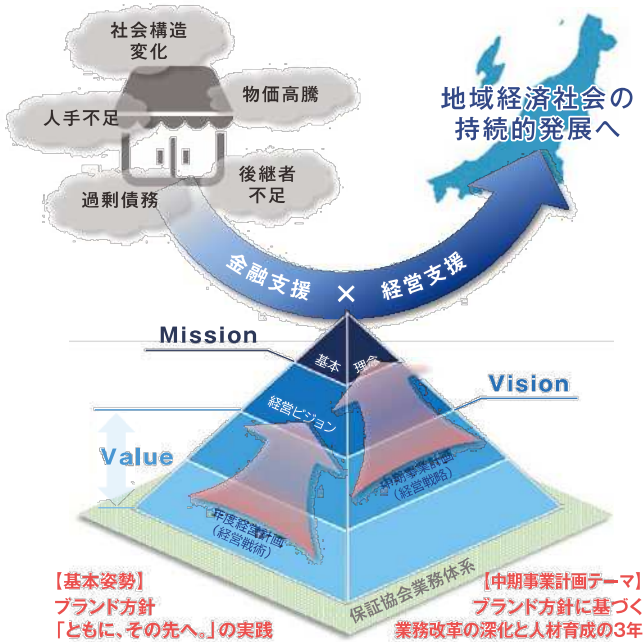 社会構造
変化
人手不足
物価高騰
過剰債務
後継者
不足
地域経済社会の
持続的発展へ
金融支援 × 経営支援
Mission
基本 理念
Vision
経営ビジョン
Value
中期事業計画
（経営戦略）
年度経営計画
（経営戦術）
保証協会業務体系
【基本姿勢】
ブランド方針
「ともに、その先へ。」の実践
【中期事業計画テーマ】
ブランド方針に基づく
業務改革の深化と人材育成の3年